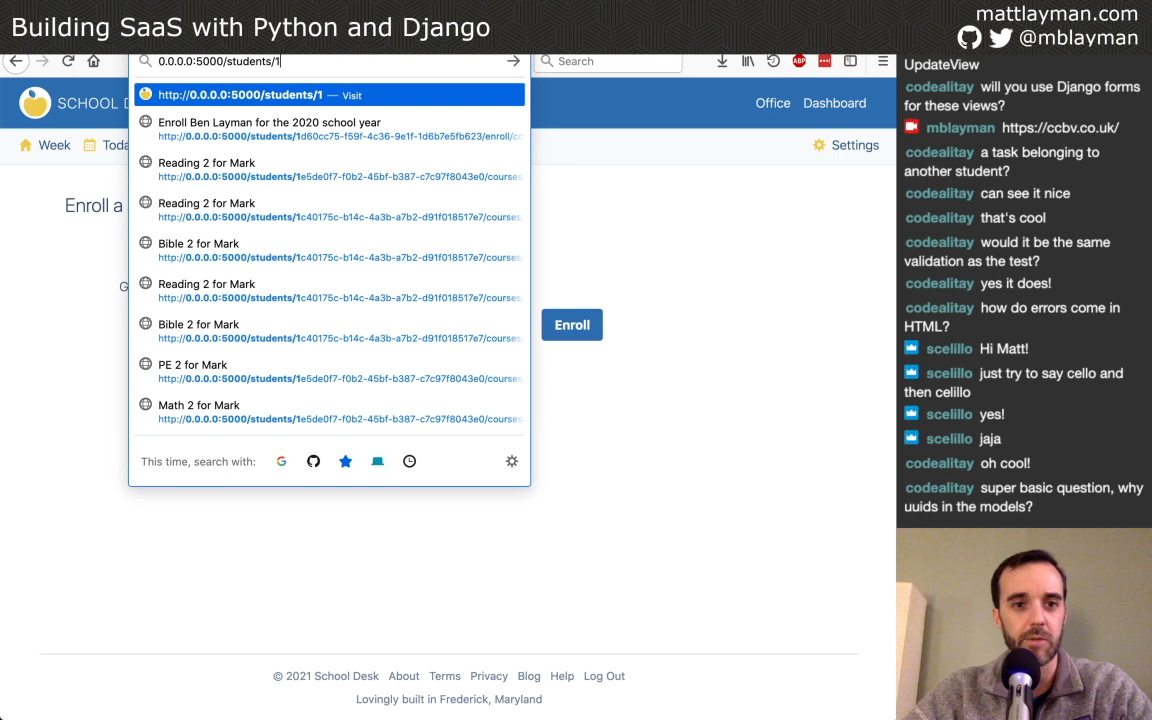 Building SaaS with Python and Django
mattlayman.com
@mblayman
0.0.0.0:5000/students/1
Search
ABP
SCHOOL D
Office
Dashboard
Week
Toda
Settings
Enroll a
G
Enroll
http://0.0.0.0:5000/students/1 — Visit
Enroll Ben Layman for the 2020 school year
http://0.0.0.0:5000/students/1d60cc75-f59f-4c36-9e1f-1d6b7e5fb623/enroll/co
Reading 2 for Mark
http://0.0.0.0:5000/students/1e5de0f7-f0b2-45bf-b387-c7c97f8043e0/courses
Reading 2 for Mark
http://0.0.0.0:5000/students/1c40175c-b14c-4a3b-a7b2-d91f018517e7/courses
Bible 2 for Mark
http://0.0.0.0:5000/students/1c40175c-b14c-4a3b-a7b2-d91f018517e7/courses
Reading 2 for Mark
http://0.0.0.0:5000/students/1c40175c-b14c-4a3b-a7b2-d91f018517e7/courses
Bible 2 for Mark
http://0.0.0.0:5000/students/1c40175c-b14c-4a3b-a7b2-d91f018517e7/courses
PE 2 for Mark
http://0.0.0.0:5000/students/1e5de0f7-f0b2-45bf-b387-c7c97f8043e0/courses
Math 2 for Mark
http://0.0.0.0:5000/students/1e5de0f7-f0b2-45bf-b387-c7c97f8043e0/courses
This time, search with:
© 2021 School Desk About Terms Privacy Blog Help Log Out
Lovingly built in Frederick, Maryland
UpdateView
codealitay will you use Django forms
for these views?
mblayman https://ccbv.co.uk/
codealitay a task belonging to
another student?
codealitay can see it nice
codealitay that's cool
codealitay would it be the same
validation as the test?
codealitay yes it does!
codealitay how do errors come in
HTML?
scelillo Hi Matt!
scelillo just try to say cello and
then celillo
scelillo yes!
scelillo jaja
codealitay oh cool!
codealitay super basic question, why
uuids in the models?